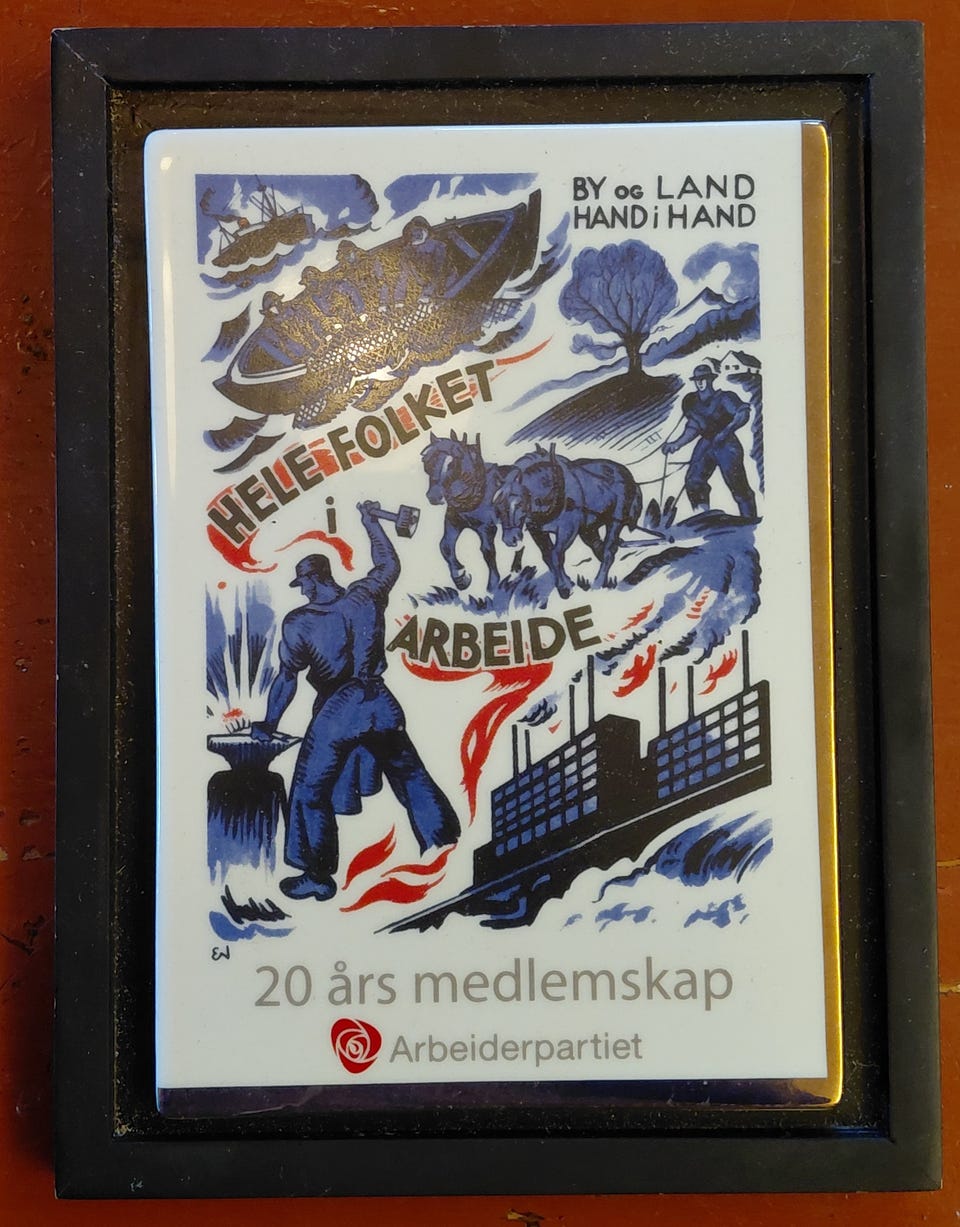 BY OG LAND
HAND i HAND
HELE FOLKET
i
ARBEIDE
EW
20 års medlemskap
Arbeiderpartiet